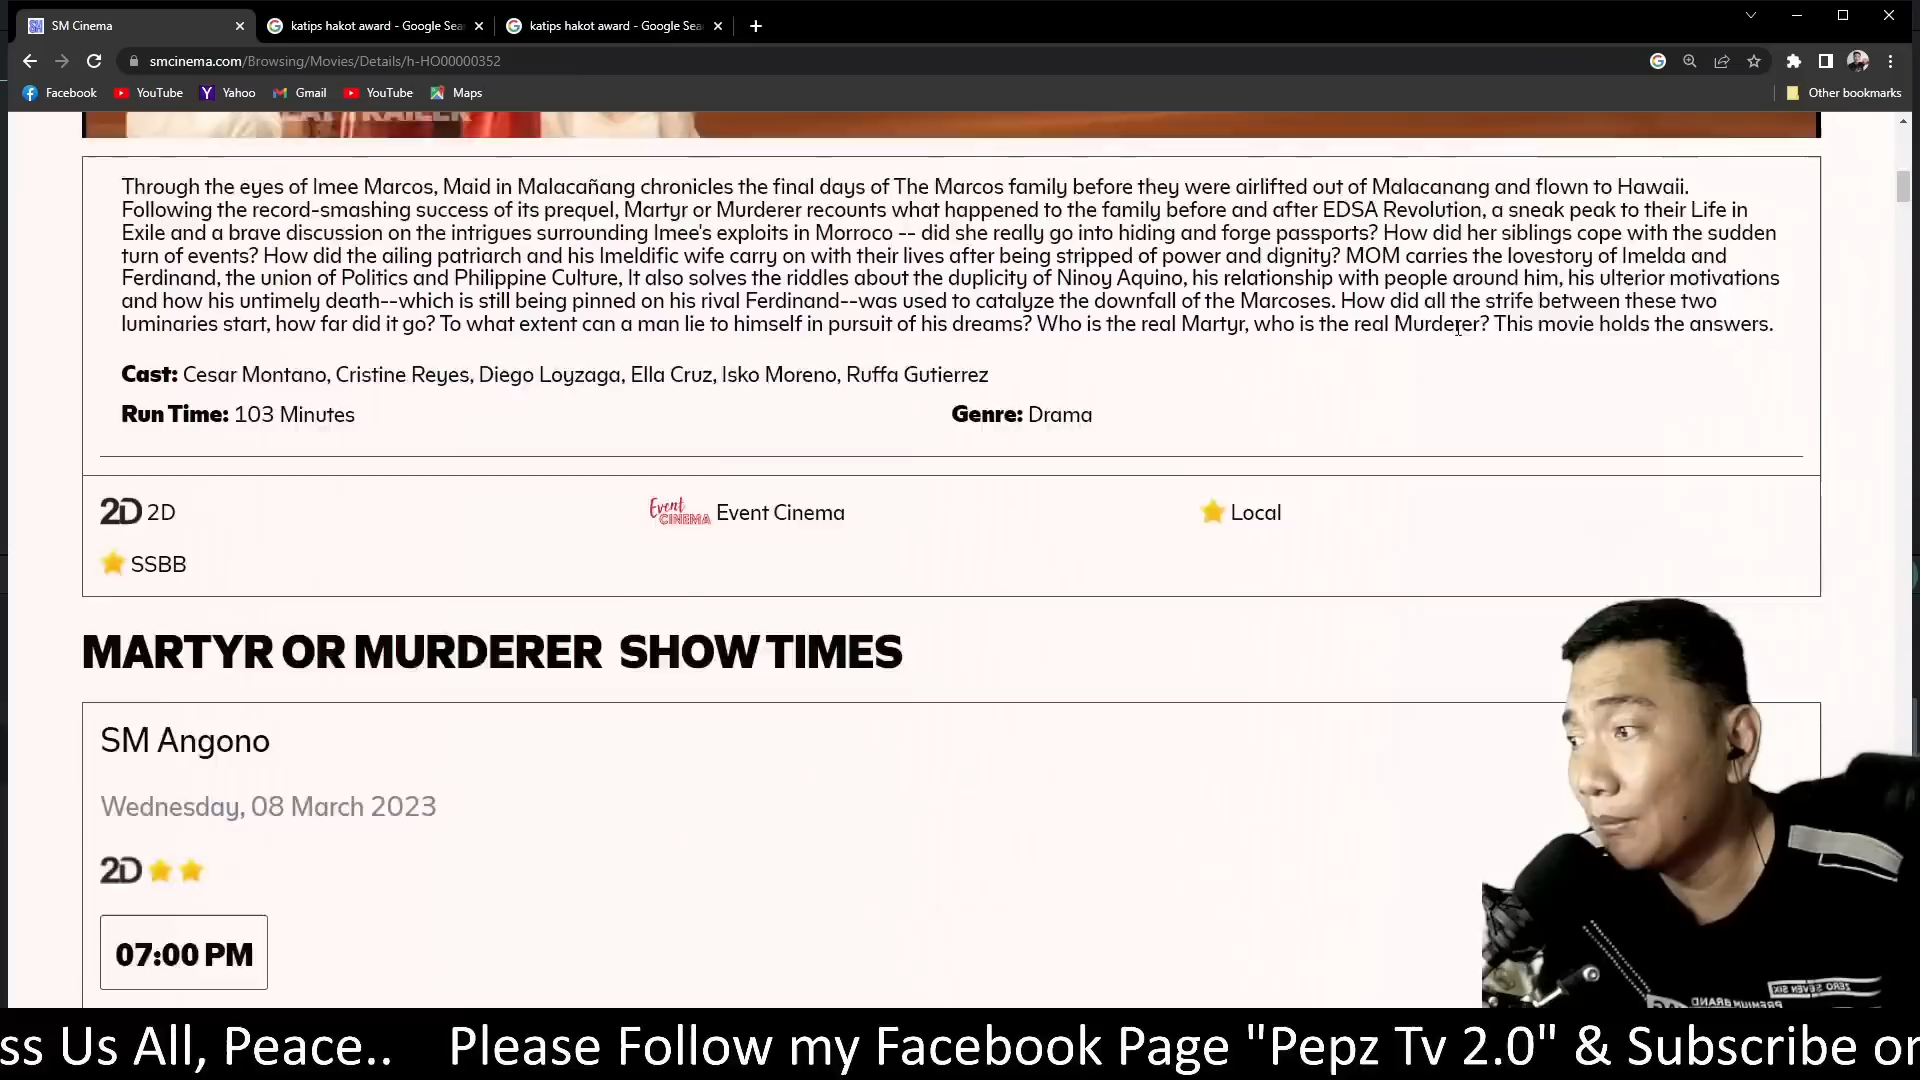 SM Cinema
katips hakot award - Google Sea
katips hakot award - Google Sea
smcinema.com/Browsing/Movies/Details/h-HO00000352
Facebook YouTube Yahoo Gmail YouTube Maps Other bookmarks
Through the eyes of Imee Marcos, Maid in Malacañang chronicles the final days of The Marcos family before they were airlifted out of Malacanang and flown to Hawaii.
Following the record-smashing success of its prequel, Martyr or Murderer recounts what happened to the family before and after EDSA Revolution, a sneak peak to their Life in
Exile and a brave discussion on the intrigues surrounding Imee's exploits in Morroco -- did she really go into hiding and forge passports? How did her siblings cope with the sudden
turn of events? How did the ailing patriarch and his Imeldific wife carry on with their lives after being stripped of power and dignity? MOM carries the lovestory of Imelda and
Ferdinand, the union of Politics and Philippine Culture, It also solves the riddles about the duplicity of Ninoy Aquino, his relationship with people around him, his ulterior motivations
and how his untimely death--which is still being pinned on his rival Ferdinand--was used to catalyze the downfall of the Marcoses. How did all the strife between these two
luminaries start, how far did it go? To what extent can a man lie to himself in pursuit of his dreams? Who is the real Martyr, who is the real Murderer? This movie holds the answers.
Cast: Cesar Montano, Cristine Reyes, Diego Loyzaga, Ella Cruz, Isko Moreno, Ruffa Gutierrez
Run Time: 103 Minutes Genre: Drama
2D 2D Event CINEMA Event Cinema Local
SSBB
MARTYR OR MURDERER SHOWTIMES
SM Angono
Wednesday, 08 March 2023
2D
07:00 PM
ss Us All, Peace.. Please Follow my Facebook Page "Pepz Tv 2.0" & Subscribe or